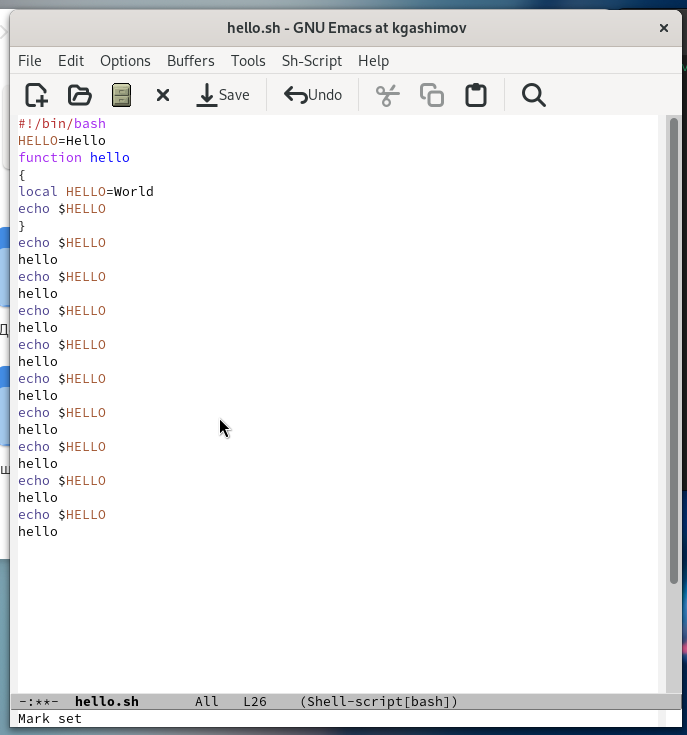 hello.sh - GNU Emacs at kgashimov
File Edit Options Buffers Tools Sh-Script Help
Save Undo
#!/bin/bash
HELLO=Hello
function hello
{
local HELLO=World
echo $HELLO
}
echo $HELLO
hello
echo $HELLO
hello
echo $HELLO
hello
echo $HELLO
hello
echo $HELLO
hello
echo $HELLO
hello
echo $HELLO
hello
echo $HELLO
hello
echo $HELLO
hello
-:**- hello.sh All L26 (Shell-script[bash])
Mark set